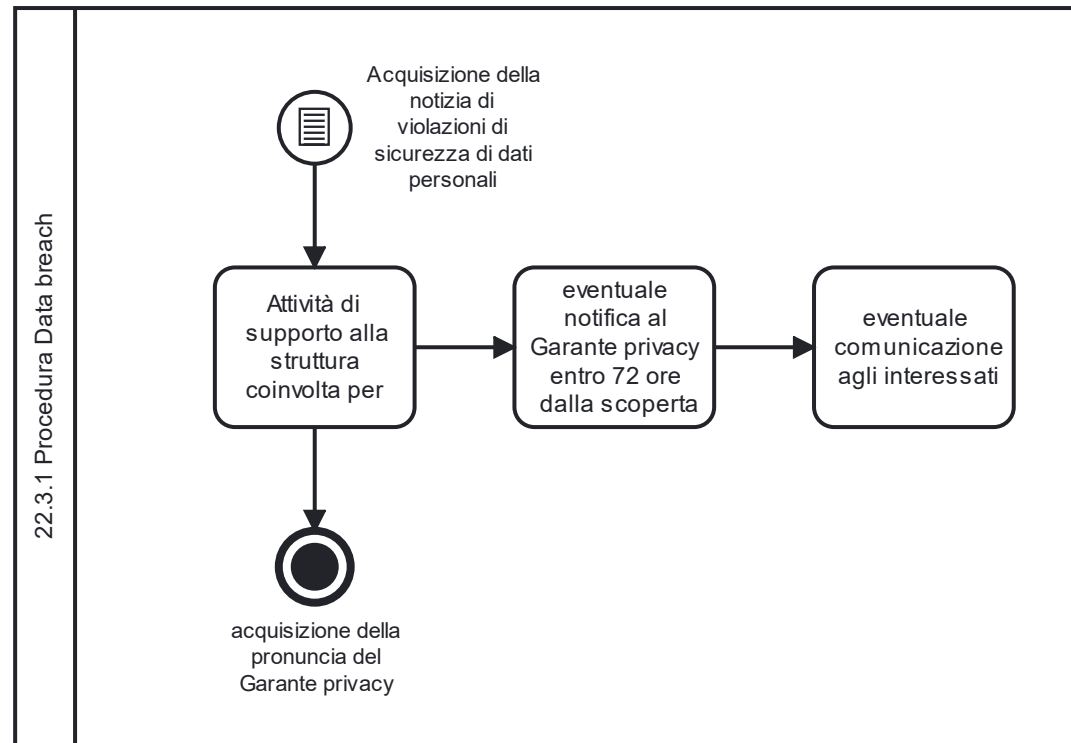 22.3.1 Procedura Data breach
Acquisizione della
notizia di
violazioni di
sicurezza di dati
personali
Attività di
supporto alla
struttura
coinvolta per
eventuale
notifica al
Garante privacy
entro 72 ore
dalla scoperta
eventuale
comunicazione
agli interessati
acquisizione della
pronuncia del
Garante privacy